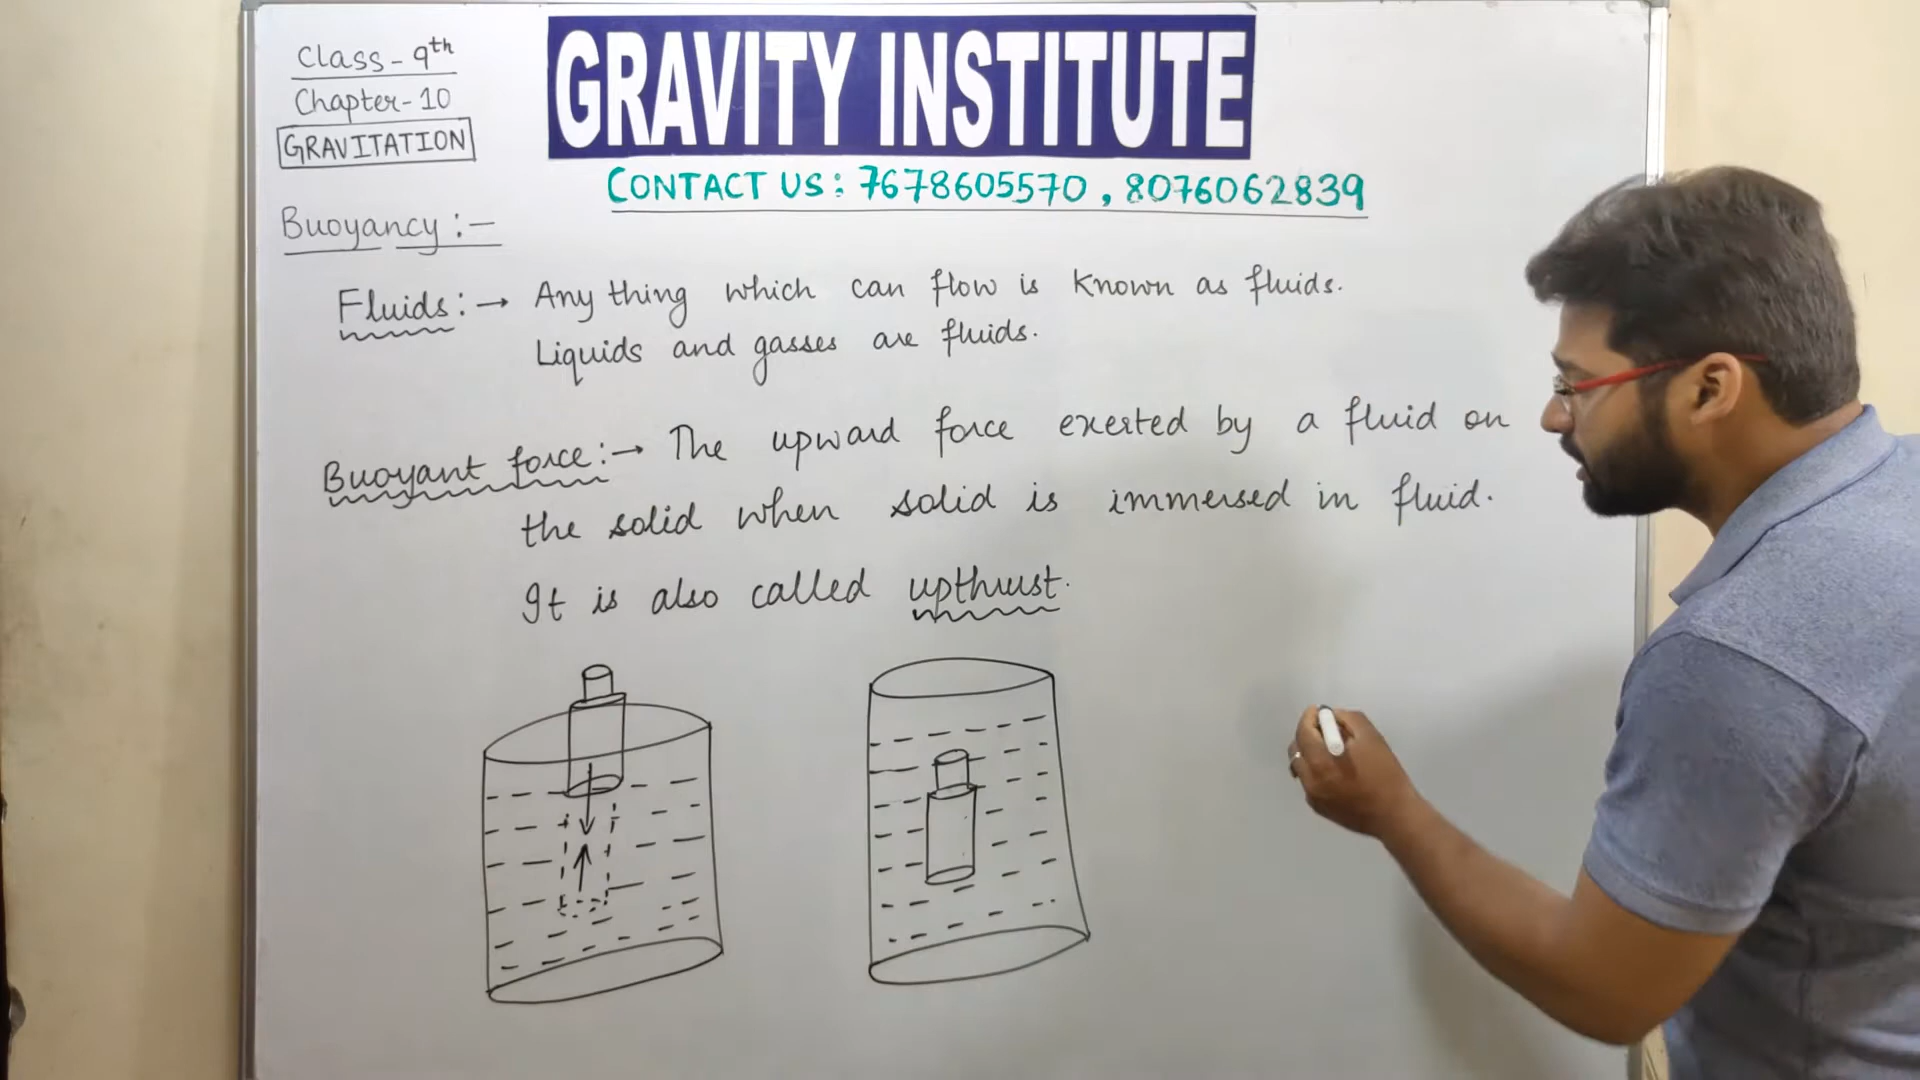 Class - 9th
Chapter - 10
GRAVITATION
GRAVITY INSTITUTE
CONTACT US : 7678605570 , 8076062839
Buoyancy :-
Fluids :→ Any thing which can flow is known as fluids.
Liquids and gasses are fluids.
Buoyant force :→ The upward force exerted by a fluid on
the solid when solid is immersed in fluid.
It is also called upthrust.